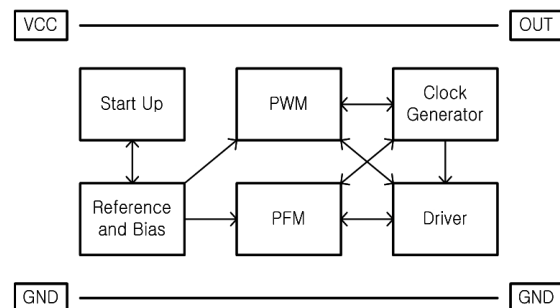 VCC
OUT
Start Up
PWM
Clock
Generator
Reference
and Bias
PFM
Driver
GND
GND